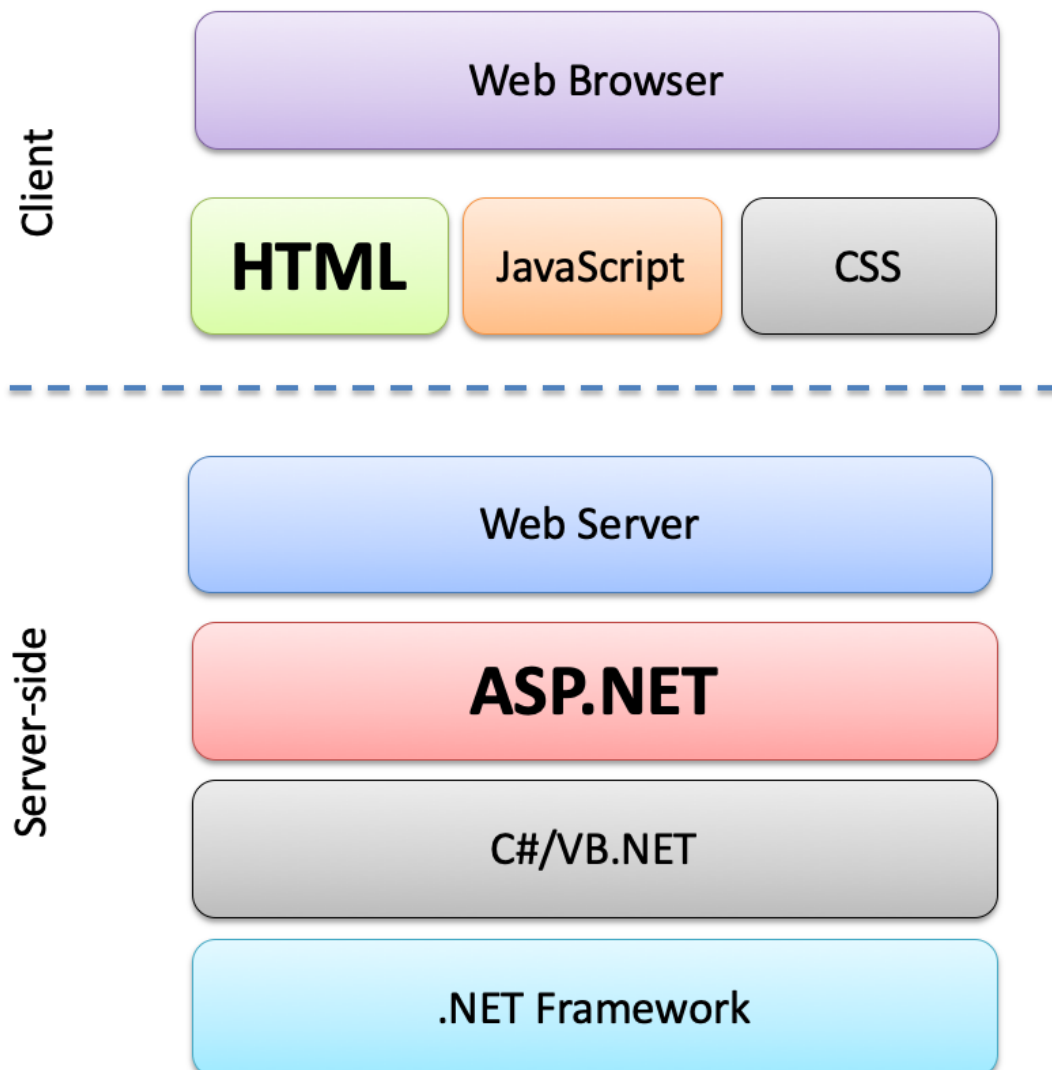 Client
Web Browser
HTML
JavaScript
CSS
Server-side
Web Server
ASP.NET
C#/VB.NET
.NET Framework